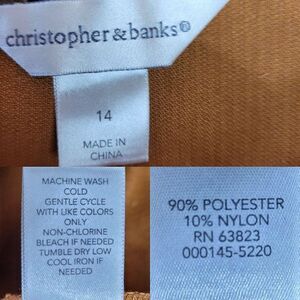 christopher & banks®
14
MADE IN
CHINA
MACHINE WASH
COLD
GENTLE CYCLE
WITH LIKE COLORS
ONLY
NON-CHLORINE
BLEACH IF NEEDED
TUMBLE DRY LOW
COOL IRON IF
NEEDED
90% POLYESTER
10% NYLON
RN 63823
000145-5220